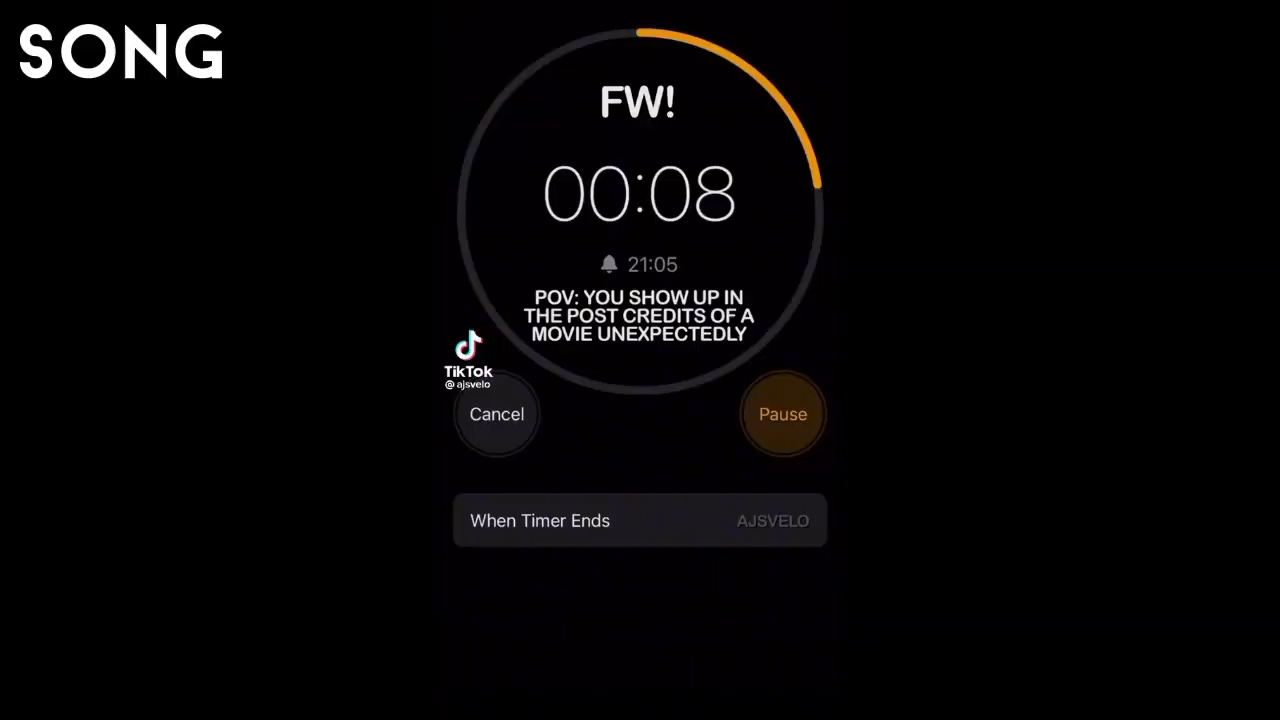 SONG
FW!
00:08
21:05
POV: YOU SHOW UP IN
THE POST CREDITS OF A
MOVIE UNEXPECTEDLY
TikTok
@ajsvelo
Cancel
Pause
When Timer Ends AJSVELO